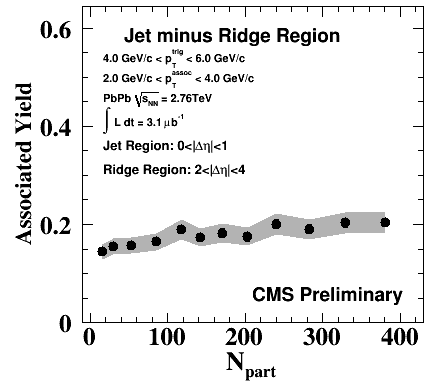 Jet minus Ridge Region
4.0 GeV/c < p_T^trig < 6.0 GeV/c
2.0 GeV/c < p_T^assoc < 4.0 GeV/c
PbPb √s_NN = 2.76TeV
∫ L dt = 3.1 μb^-1
Jet Region: 0<|Δη|<1
Ridge Region: 2<|Δη|<4
Associated Yield
0.6
0.4
0.2
0
CMS Preliminary
0 100 200 300 400
N_part